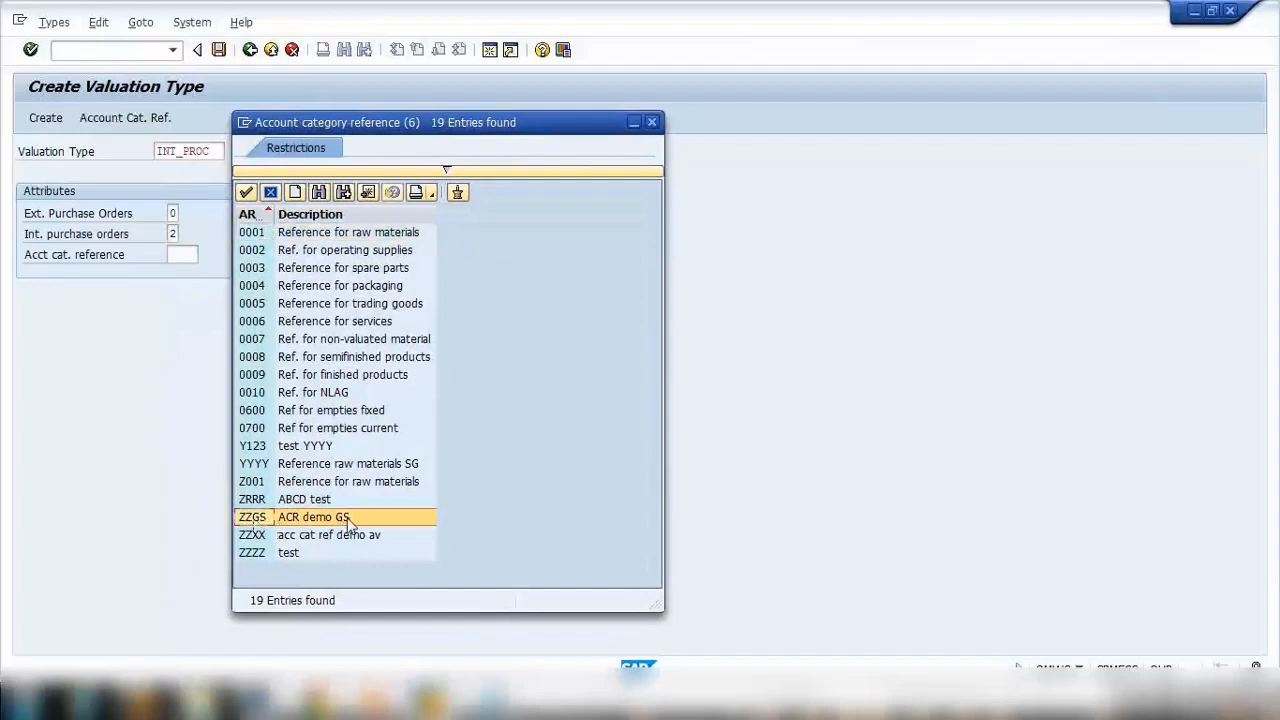 Types Edit Goto System Help
Create Valuation Type
Create Account Cat. Ref.
Valuation Type INT_PROC
Attributes
Ext. Purchase Orders 0
Int. purchase orders 2
Acct cat. reference
Account category reference (6) 19 Entries found
Restrictions
AR.. Description
0001 Reference for raw materials
0002 Ref. for operating supplies
0003 Reference for spare parts
0004 Reference for packaging
0005 Reference for trading goods
0006 Reference for services
0007 Ref. for non-valuated material
0008 Ref. for semifinished products
0009 Ref. for finished products
0010 Ref. for NLAG
0600 Ref for empties fixed
0700 Ref for empties current
Y123 test YYYY
YYYY Reference raw materials SG
Z001 Reference for raw materials
ZRRR ABCD test
ZZGS ACR demo GS
ZZXX acc cat ref demo av
ZZZZ test
19 Entries found
SAP